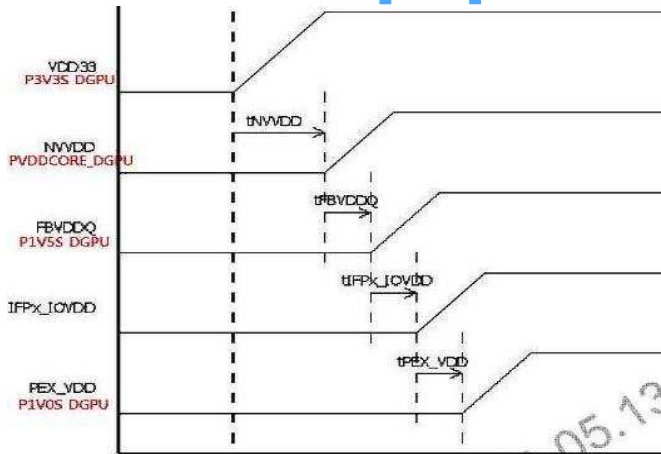 VDD33
P3V3S DGPU
tNVVDD
NVVDD
PVDDCORE_DGPU
tFBVDDQ
FBVDDQ
P1V5S DGPU
tIFPx_IOVDD
IFPx_IOVDD
tPEX_VDD
PEX_VDD
P1V0S DGPU
05.13